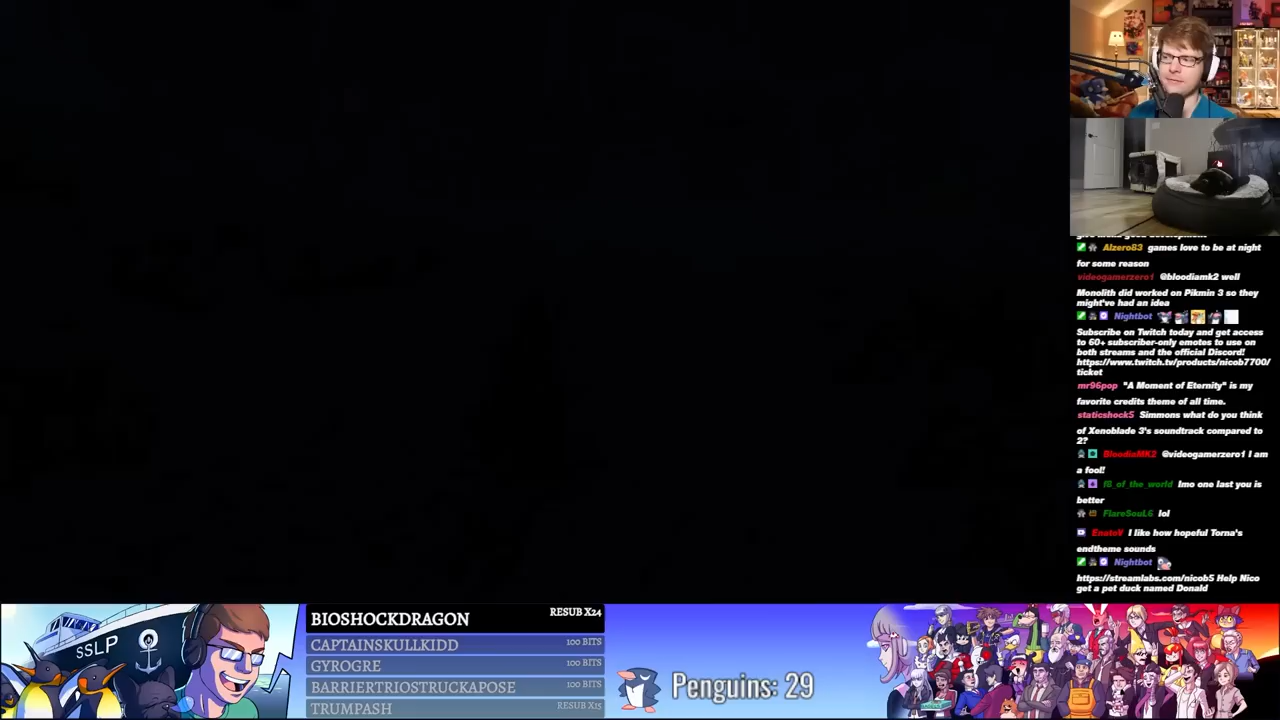 Alzero83 games love to be at night
for some reason
videogamerzero1 @bloodiamk2 well
Monolith did worked on Pikmin 3 so they
might've had an idea
Nightbot
Subscribe on Twitch today and get access
to 60+ subscriber-only emotes to use on
both streams and the official Discord!
https://www.twitch.tv/products/nicob7700/
ticket
mr96pop "A Moment of Eternity" is my
favorite credits theme of all time.
staticshock5 Simmons what do you think
of Xenoblade 3's soundtrack compared to
2?
BloodiaMK2 @videogamerzero1 I am
a fool!
f8_of_the_world Imo one last you is
better
FlareSoul6 lol
EnatoV I like how hopeful Torna's
endtheme sounds
Nightbot
https://streamlabs.com/nicob5 Help Nico
get a pet duck named Donald
SSLP
BIOSHOCKDRAGON RESUB X24
CAPTAINSKULLKIDD 100 BITS
GYROGRE 100 BITS
BARRIERTRIOSTRUCKAPOSE 100 BITS
TRUMPASH RESUB X15
Penguins: 29